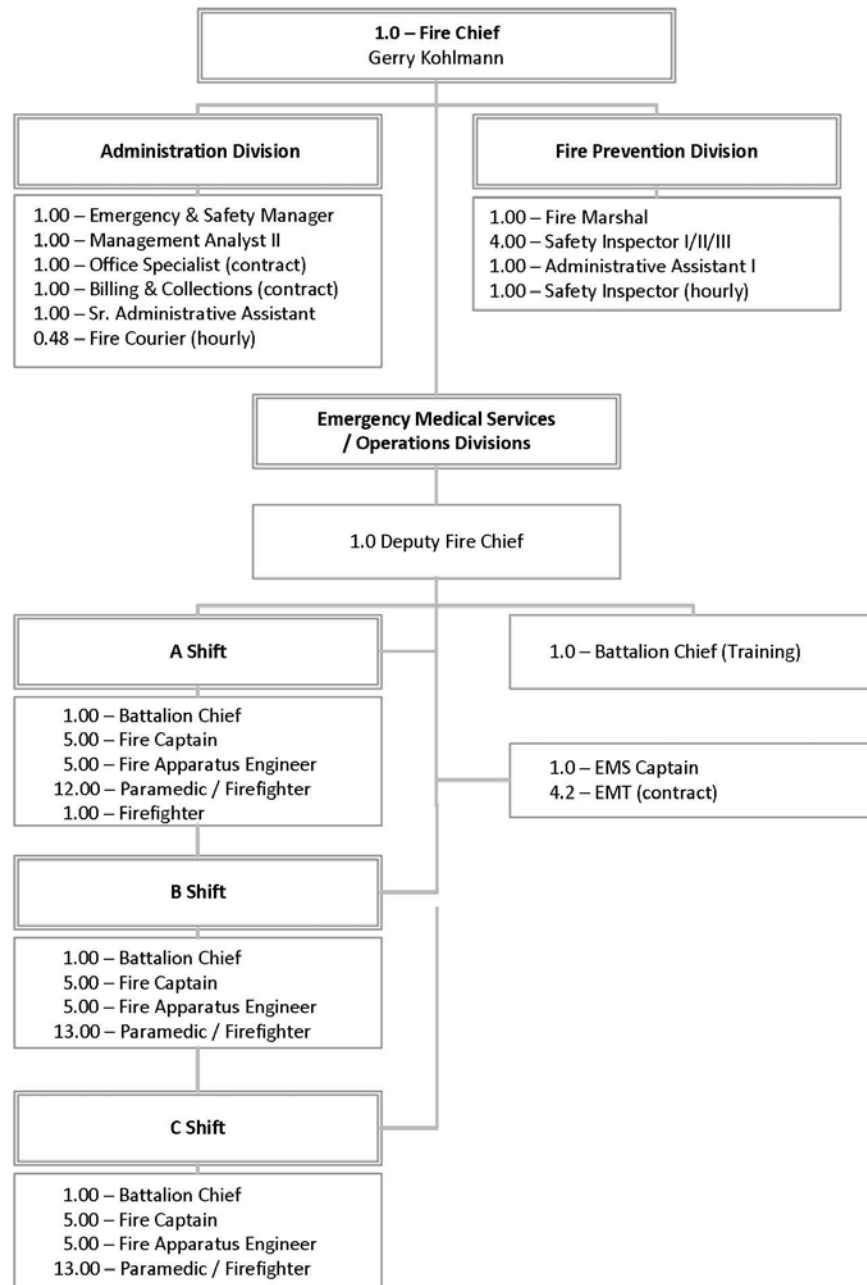 1.0 – Fire Chief
Gerry Kohlmann
Administration Division
1.00 – Emergency & Safety Manager
1.00 – Management Analyst II
1.00 – Office Specialist (contract)
1.00 – Billing & Collections (contract)
1.00 – Sr. Administrative Assistant
0.48 – Fire Courier (hourly)
Fire Prevention Division
1.00 – Fire Marshal
4.00 – Safety Inspector I/II/III
1.00 – Administrative Assistant I
1.00 – Safety Inspector (hourly)
Emergency Medical Services
/ Operations Divisions
1.0 Deputy Fire Chief
A Shift
1.00 – Battalion Chief
5.00 – Fire Captain
5.00 – Fire Apparatus Engineer
12.00 – Paramedic / Firefighter
1.00 – Firefighter
1.0 – Battalion Chief (Training)
1.0 – EMS Captain
4.2 – EMT (contract)
B Shift
1.00 – Battalion Chief
5.00 – Fire Captain
5.00 – Fire Apparatus Engineer
13.00 – Paramedic / Firefighter
C Shift
1.00 – Battalion Chief
5.00 – Fire Captain
5.00 – Fire Apparatus Engineer
13.00 – Paramedic / Firefighter